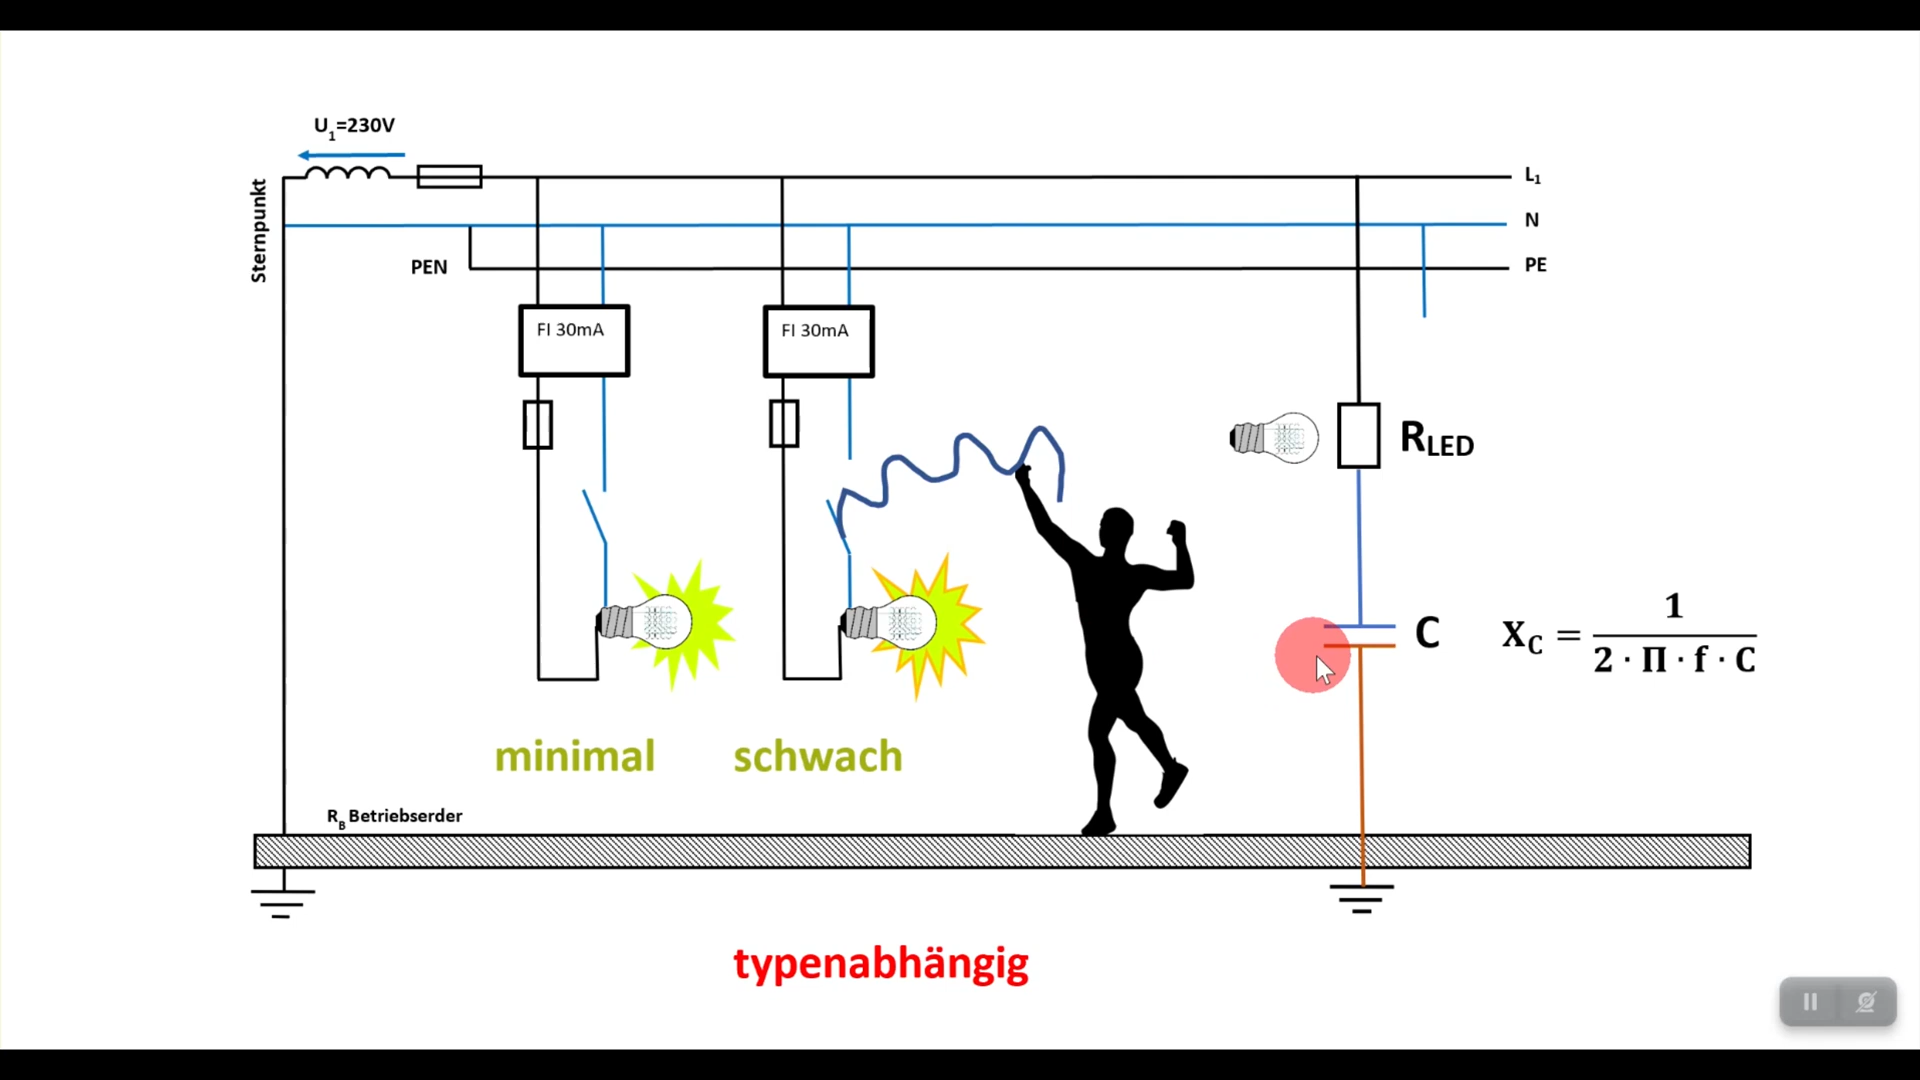 U1=230V
Sternpunkt
L1
N
PEN
PE
FI 30mA
FI 30mA
RLED
C
XC = 1 / 2 · Π · f · C
minimal
schwach
RB Betriebserder
typenabhängig